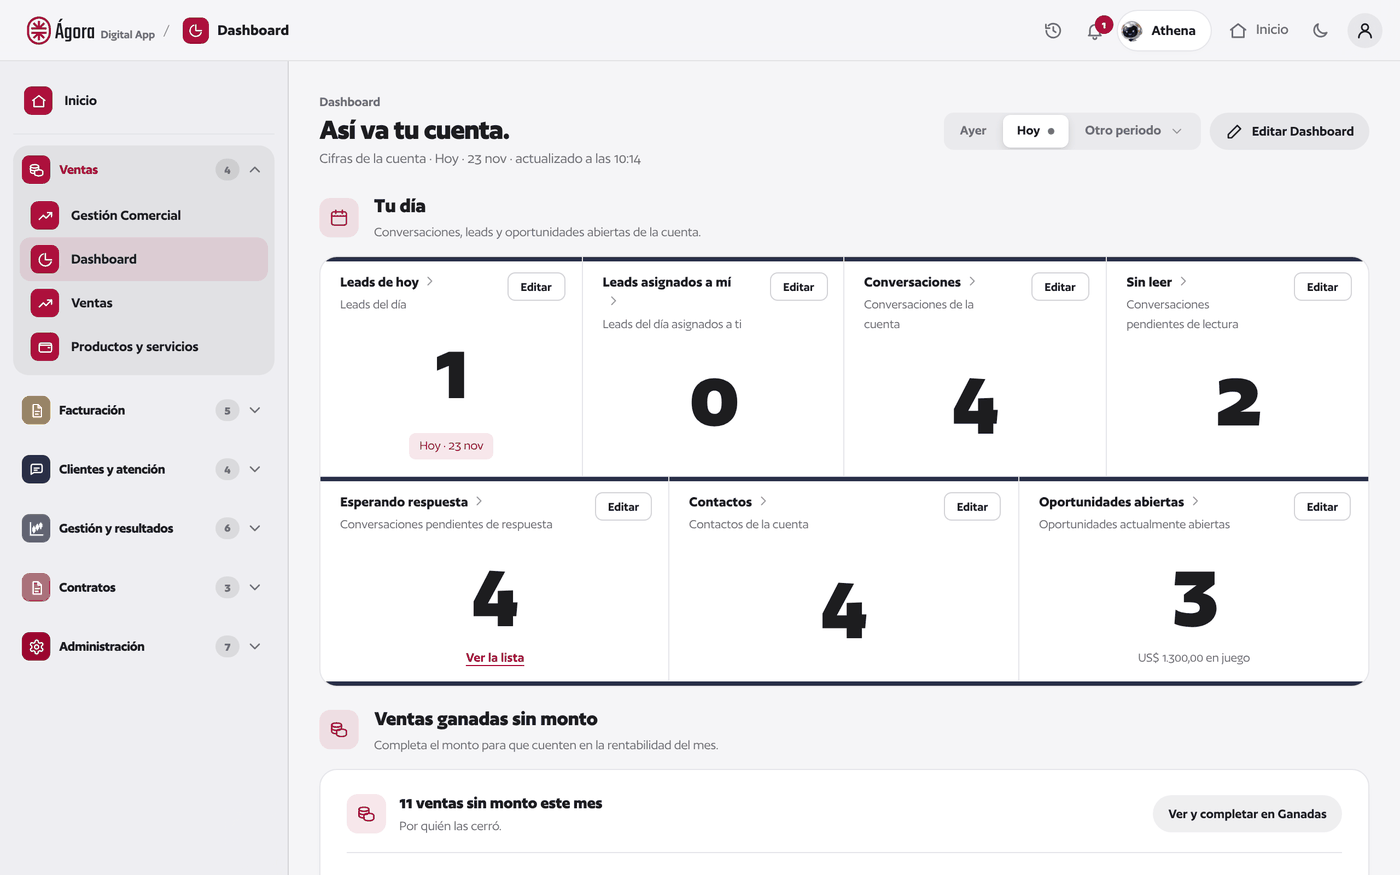 Ágora Digital App / Dashboard
1
Athena
Inicio
Inicio
Ventas 4
Gestión Comercial
Dashboard
Ventas
Productos y servicios
Facturación 5
Clientes y atención 4
Gestión y resultados 6
Contratos 3
Administración 7
Dashboard
Así va tu cuenta.
Cifras de la cuenta · Hoy · 23 nov · actualizado a las 10:14
Ayer Hoy Otro periodo
Editar Dashboard
Tu día
Conversaciones, leads y oportunidades abiertas de la cuenta.
Leads de hoy
Editar
Leads del día
1
Hoy · 23 nov
Leads asignados a mí
Editar
Leads del día asignados a ti
0
Conversaciones
Editar
Conversaciones de la
cuenta
4
Sin leer
Editar
Conversaciones
pendientes de lectura
2
Esperando respuesta
Editar
Conversaciones pendientes de respuesta
4
Ver la lista
Contactos
Editar
Contactos de la cuenta
4
Oportunidades abiertas
Editar
Oportunidades actualmente abiertas
3
US$ 1.300,00 en juego
Ventas ganadas sin monto
Completa el monto para que cuenten en la rentabilidad del mes.
11 ventas sin monto este mes
Por quién las cerró.
Ver y completar en Ganadas